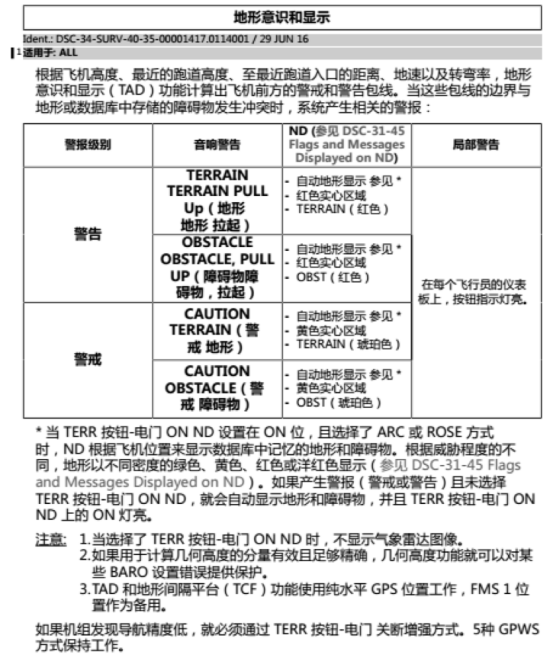 地形意识和显示
Ident.: DSC-34-SURV-40-35-00001417.0114001 / 29 JUN 16
1 适用于: ALL
根据飞机高度、最近的跑道高度、至最近跑道入口的距离、地速以及转弯率，地形
意识和显示（TAD）功能计算出飞机前方的警戒和警告包线。当这些包线的边界与
地形或数据库中存储的障碍物发生冲突时，系统产生相关的警报：
警报级别
音响警告
ND (参见 DSC-31-45
Flags and Messages
Displayed on ND)
局部警告
警告
TERRAIN
TERRAIN PULL
Up（地形
地形 拉起）
- 自动地形显示 参见 *
- 红色实心区域
- TERRAIN（红色）
OBSTACLE
OBSTACLE, PULL
UP（障碍物障
碍物，拉起）
- 自动地形显示 参见 *
- 红色实心区域
- OBST（红色）
在每个飞行员的仪表
板上，按钮指示灯亮。
警戒
CAUTION
TERRAIN（警
戒 地形）
- 自动地形显示 参见 *
- 黄色实心区域
- TERRAIN（琥珀色）
CAUTION
OBSTACLE（警
戒 障碍物）
- 自动地形显示 参见 *
- 黄色实心区域
- OBST（琥珀色）
* 当 TERR 按钮-电门 ON ND 设置在 ON 位，且选择了 ARC 或 ROSE 方式
时，ND 根据飞机位置来显示数据库中记忆的地形和障碍物。根据威胁程度的不
同，地形以不同密度的绿色、黄色、红色或洋红色显示（参见 DSC-31-45 Flags
and Messages Displayed on ND）。如果产生警报（警戒或警告）且未选择
TERR 按钮-电门 ON ND，就会自动显示地形和障碍物，并且 TERR 按钮-电门 ON
ND 上的 ON 灯亮。
注意: 1.当选择了 TERR 按钮-电门 ON ND 时，不显示气象雷达图像。
2.如果用于计算几何高度的分量有效且足够精确，几何高度功能就可以对某
些 BARO 设置错误提供保护。
3.TAD 和地形间隔平台（TCF）功能使用纯水平 GPS 位置工作，FMS 1 位
置作为备用。
如果机组发现导航精度低，就必须通过 TERR 按钮-电门 关断增强方式。5种 GPWS
方式保持工作。